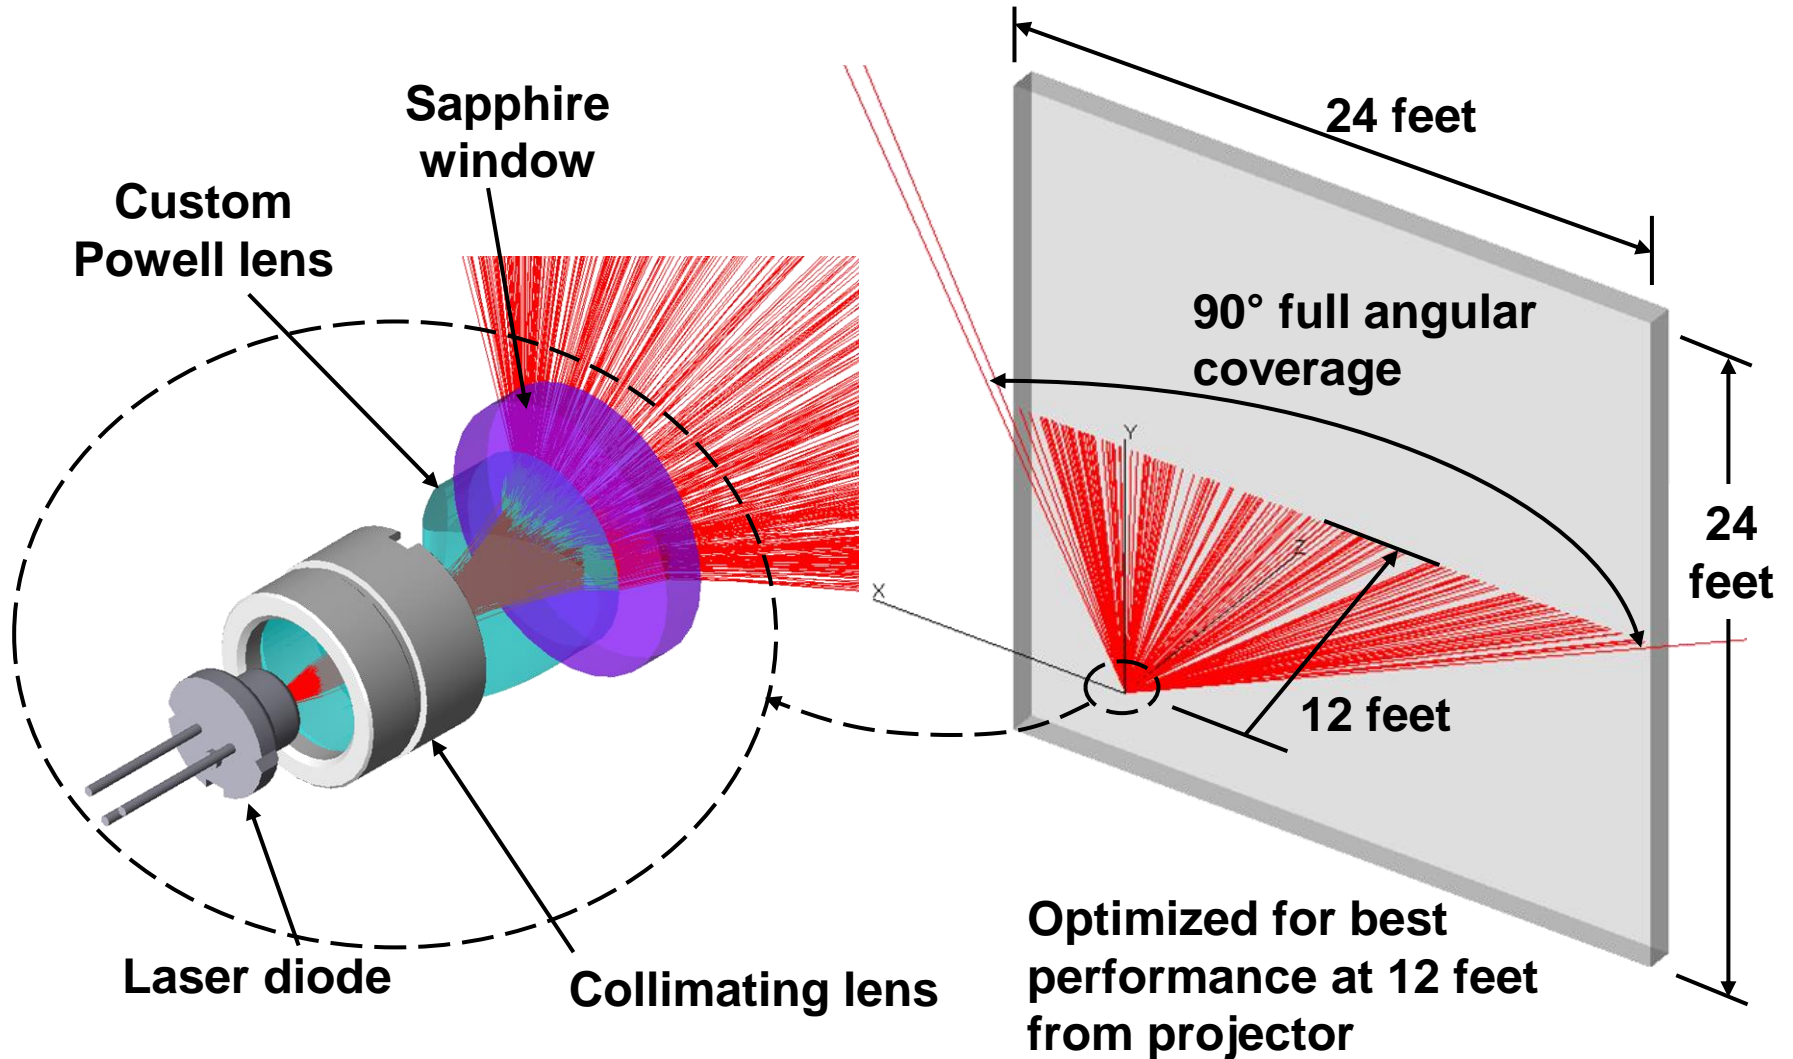 Sapphire
window
Custom
Powell lens
Laser diode
Collimating lens
24 feet
90° full angular
coverage
Y
Z
X
12 feet
24
feet
Optimized for best
performance at 12 feet
from projector